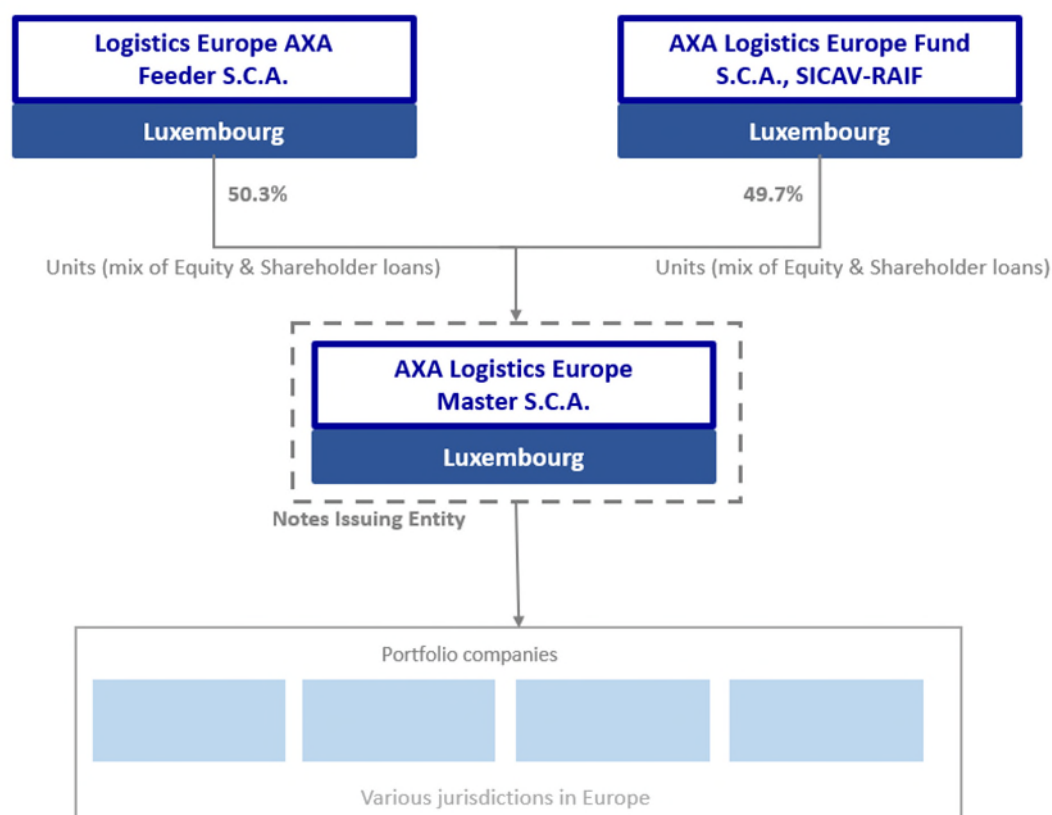 Logistics Europe AXA
Feeder S.C.A.
Luxembourg
AXA Logistics Europe Fund
S.C.A., SICAV-RAIF
Luxembourg
50.3%
49.7%
Units (mix of Equity & Shareholder loans)
Units (mix of Equity & Shareholder loans)
AXA Logistics Europe
Master S.C.A.
Luxembourg
Notes Issuing Entity
Portfolio companies
Various jurisdictions in Europe